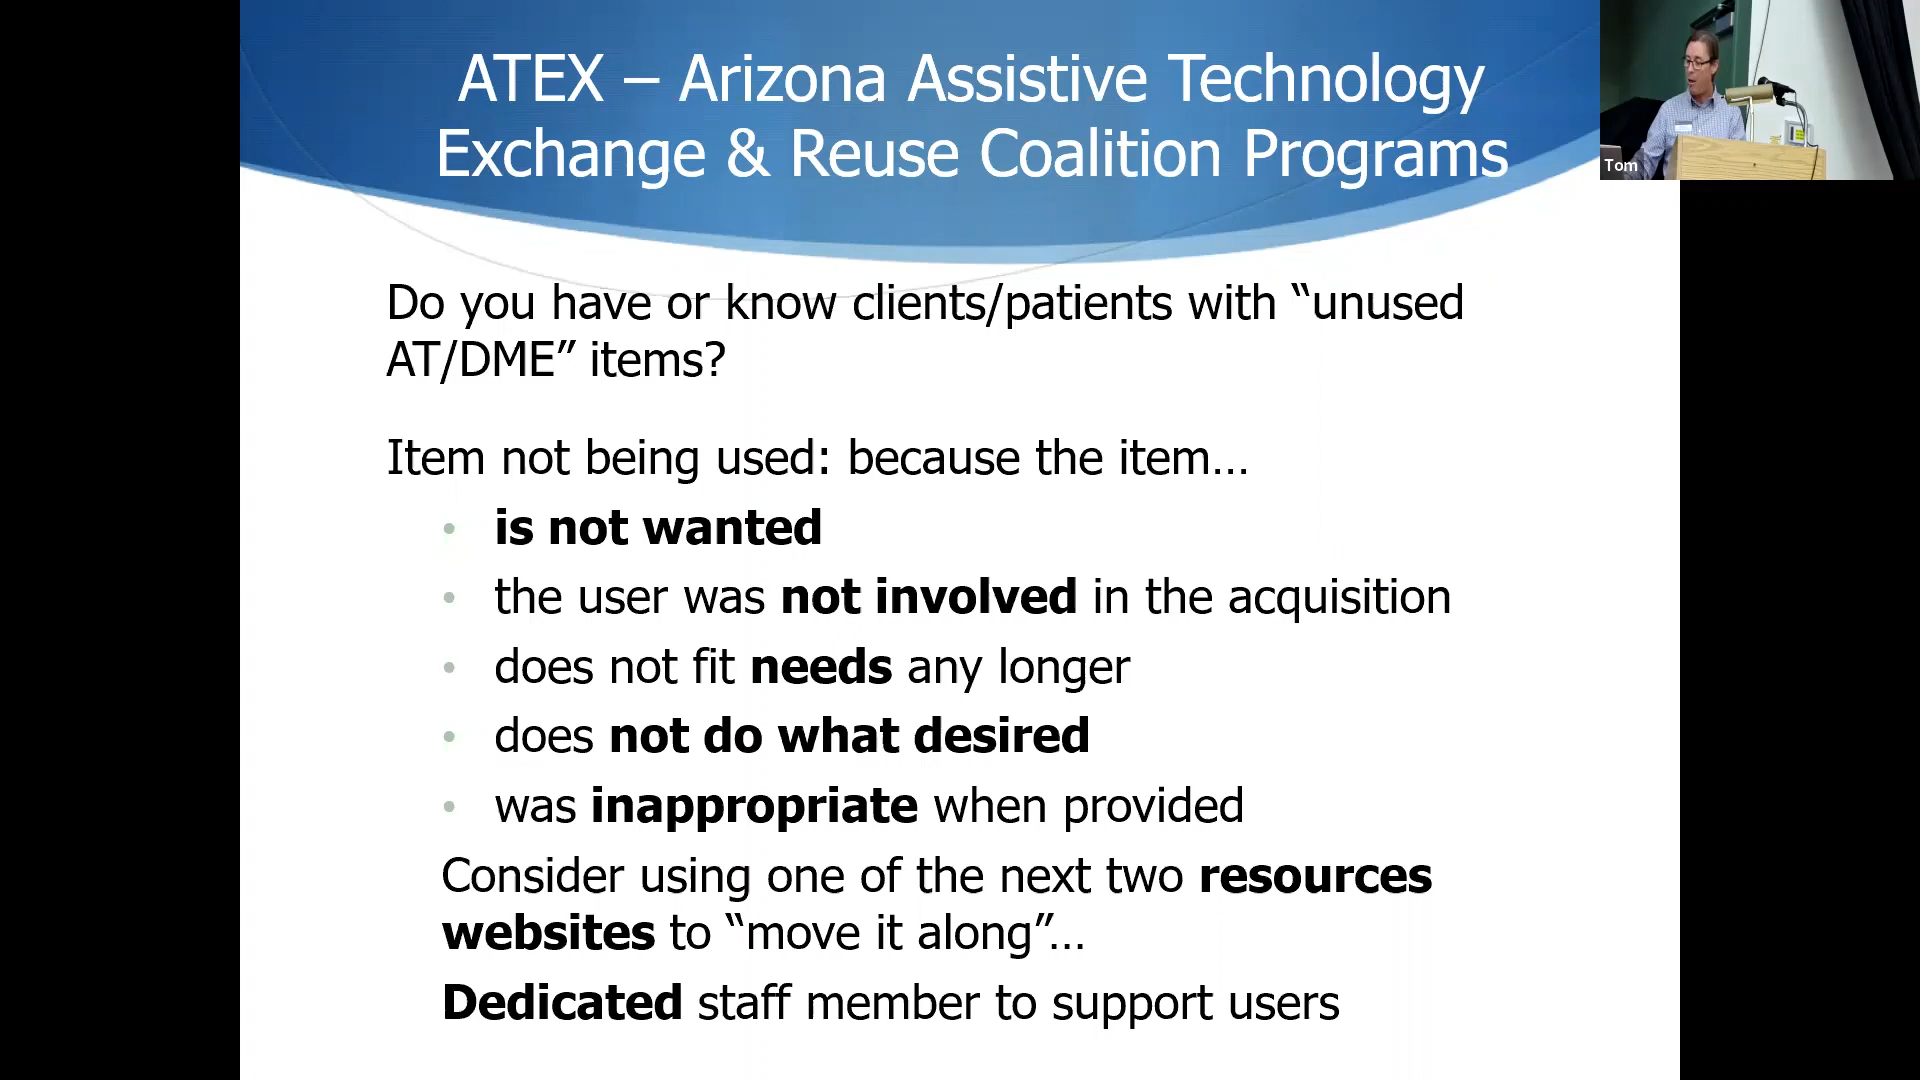 ATEX – Arizona Assistive Technology
Exchange & Reuse Coalition Programs
Tom
Do you have or know clients/patients with “unused
AT/DME” items?
Item not being used: because the item…
• is not wanted
• the user was not involved in the acquisition
• does not fit needs any longer
• does not do what desired
• was inappropriate when provided
Consider using one of the next two resources
websites to “move it along”…
Dedicated staff member to support users